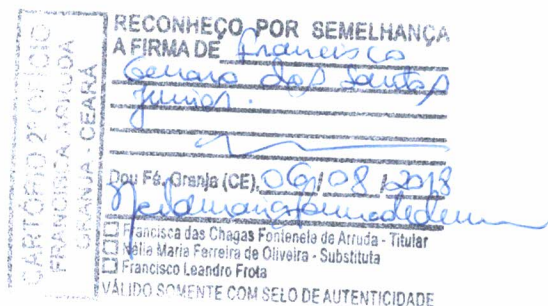 CARTÓRIO 2º OFÍCIO
FRANCISCA ARRUDA
GRANJA - CEARÁ
RECONHEÇO POR SEMELHANÇA
A FIRMA DE Francisco
Genaro dos Santos
Junior.
Dou Fé, Granja (CE), 06/08/2018
Francisca das Chagas Fontenele de Arruda - Titular
Nélia Maria Ferreira de Oliveira - Substituta
Francisco Leandro Frota
VÁLIDO SOMENTE COM SELO DE AUTENTICIDADE